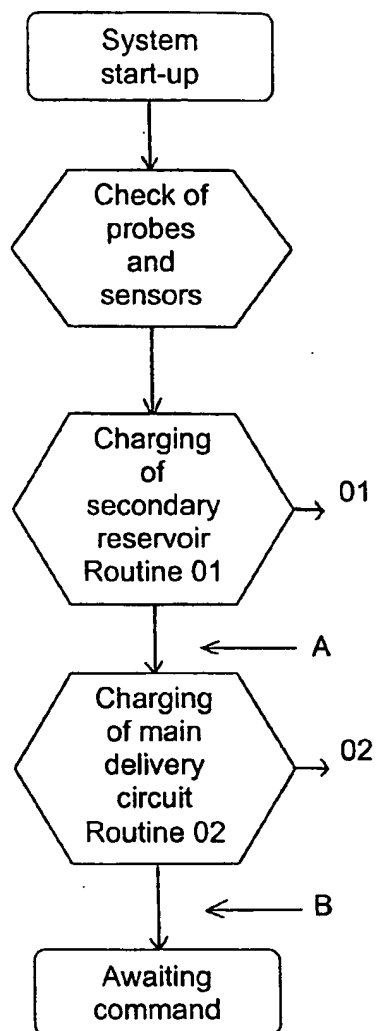 System
start-up
Check of
probes
and
sensors
Charging
of
secondary
reservoir
Routine 01
01
A
Charging
of main
delivery
circuit
Routine 02
02
B
Awaiting
command